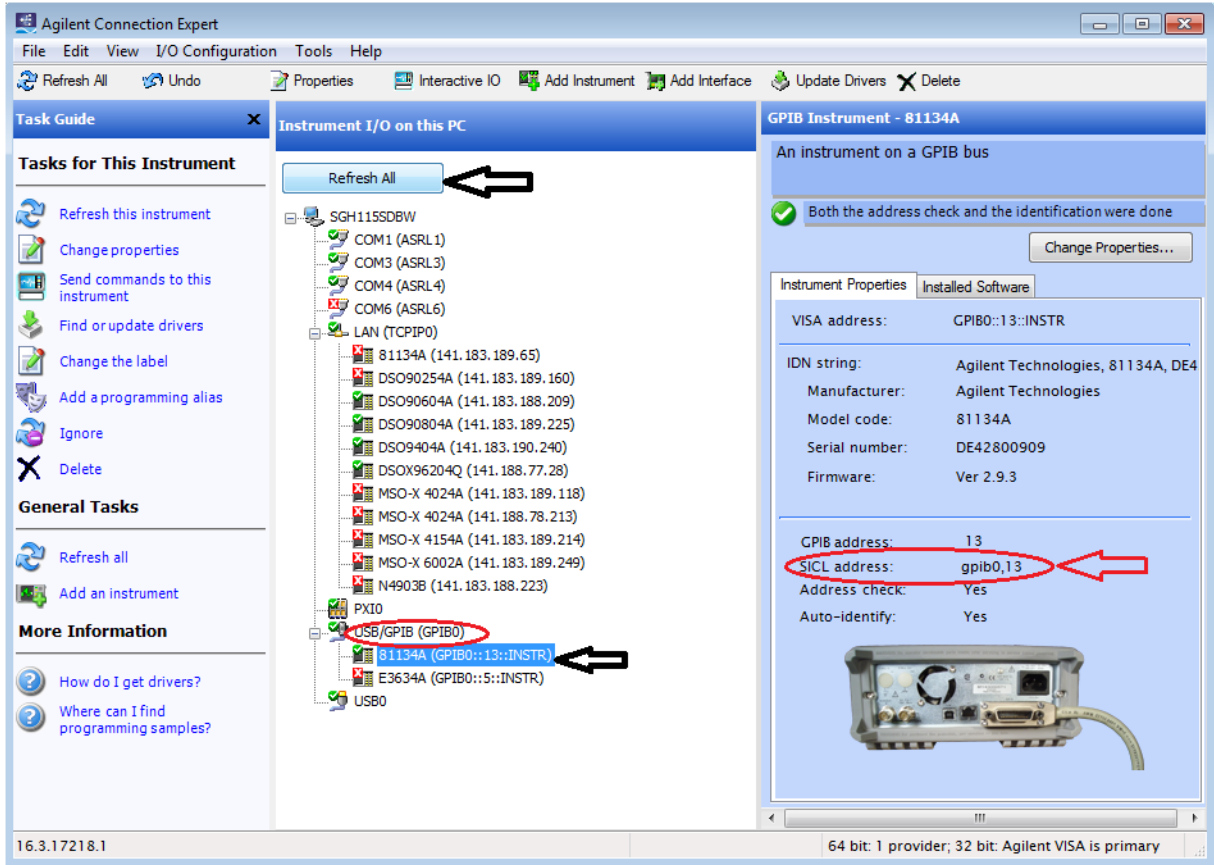 Agilent Connection Expert
File Edit View I/O Configuration Tools Help
Refresh All Undo Properties Interactive IO Add Instrument Add Interface Update Drivers Delete
Task Guide
Tasks for This Instrument
Refresh this instrument
Change properties
Send commands to this
instrument
Find or update drivers
Change the label
Add a programming alias
Ignore
Delete
General Tasks
Refresh all
Add an instrument
More Information
How do I get drivers?
Where can I find
programming samples?
Instrument I/O on this PC
Refresh All
SGH115SDBW
COM1 (ASRL1)
COM3 (ASRL3)
COM4 (ASRL4)
COM6 (ASRL6)
LAN (TCPIP0)
81134A (141.183.189.65)
DSO90254A (141.183.189.160)
DSO90604A (141.183.188.209)
DSO90804A (141.183.189.225)
DSO9404A (141.183.190.240)
DSOX96204Q (141.188.77.28)
MSO-X 4024A (141.183.189.118)
MSO-X 4024A (141.188.78.213)
MSO-X 4154A (141.183.189.214)
MSO-X 6002A (141.183.189.249)
N4903B (141.183.188.223)
PXI0
USB/GPIB (GPIB0)
81134A (GPIB0::13::INSTR)
E3634A (GPIB0::5::INSTR)
USB0
GPIB Instrument - 81134A
An instrument on a GPIB bus
Both the address check and the identification were done
Change Properties...
Instrument Properties Installed Software
VISA address: GPIB0::13::INSTR
IDN string: Agilent Technologies, 81134A, DE4
Manufacturer: Agilent Technologies
Model code: 81134A
Serial number: DE42800909
Firmware: Ver 2.9.3
GPIB address: 13
SICL address: gpib0,13
Address check: Yes
Auto-identify: Yes
16.3.17218.1
64 bit: 1 provider; 32 bit: Agilent VISA is primary